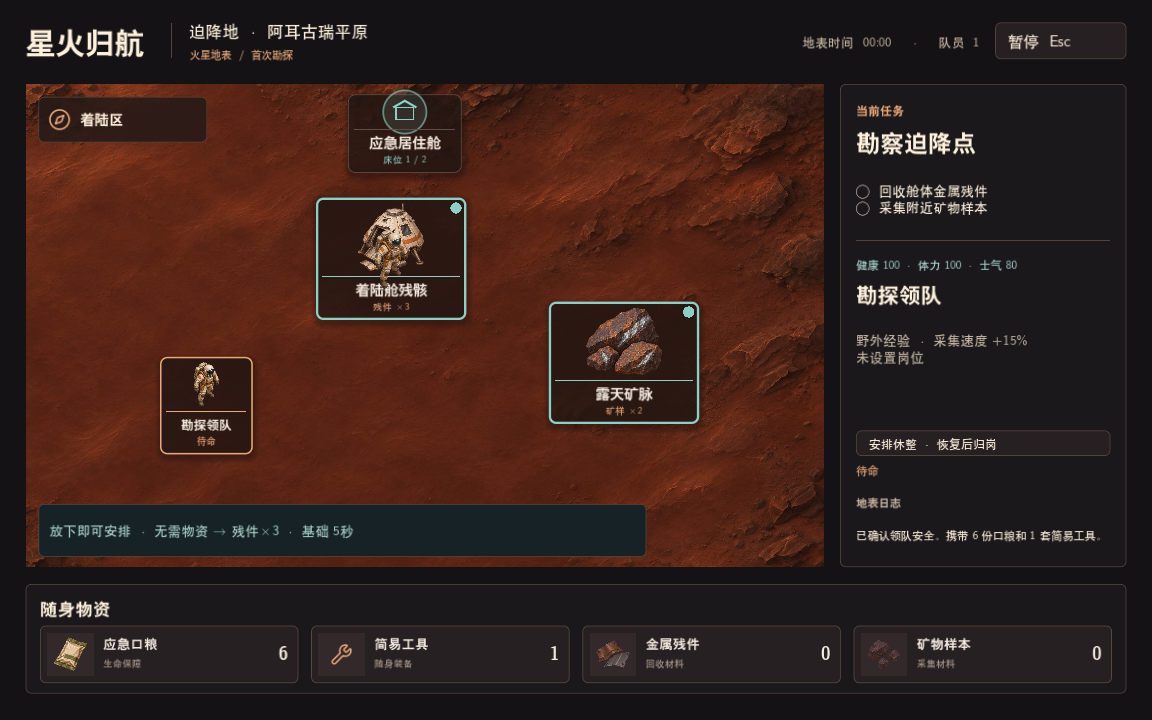 星火归航
迫降地 · 阿耳古瑞平原
火星地表 / 首次勘探
地表时间 00:00 · 队员 1
暂停 Esc
着陆区
应急居住舱
床位 1 / 2
着陆舱残骸
残件 ×3
露天矿脉
矿样 ×2
勘探领队
待命
放下即可安排 · 无需物资 → 残件×3 · 基础 5秒
当前任务
勘察迫降点
回收舱体金属残件
采集附近矿物样本
健康 100 · 体力 100 · 士气 80
勘探领队
野外经验 · 采集速度 +15%
未设置岗位
安排休整 · 恢复后归岗
待命
地表日志
已确认领队安全。携带 6 份口粮和 1 套简易工具。
随身物资
应急口粮
生命保障
6
简易工具
随身装备
1
金属残件
回收材料
0
矿物样本
采集材料
0